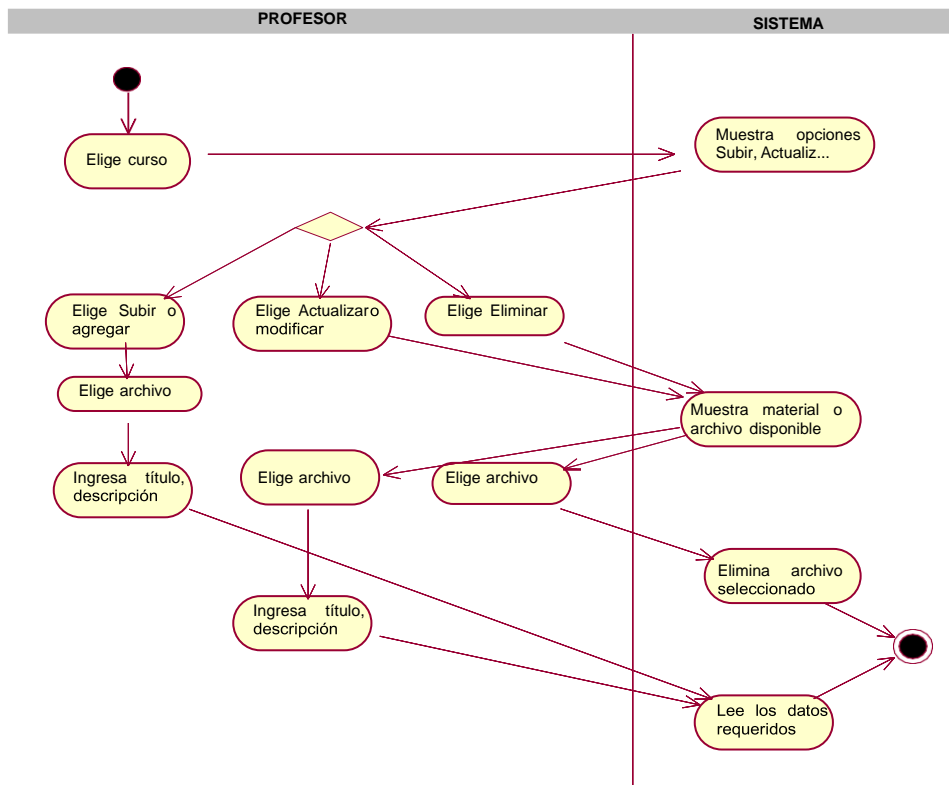 PROFESOR
SISTEMA
Elige curso
Muestra opciones
Subir, Actualiz...
Elige Subir o
agregar
Elige Actualizaro
modificar
Elige Eliminar
Elige archivo
Muestra material o
archivo disponible
Ingresa título,
descripción
Elige archivo
Elige archivo
Elimina archivo
seleccionado
Ingresa título,
descripción
Lee los datos
requeridos